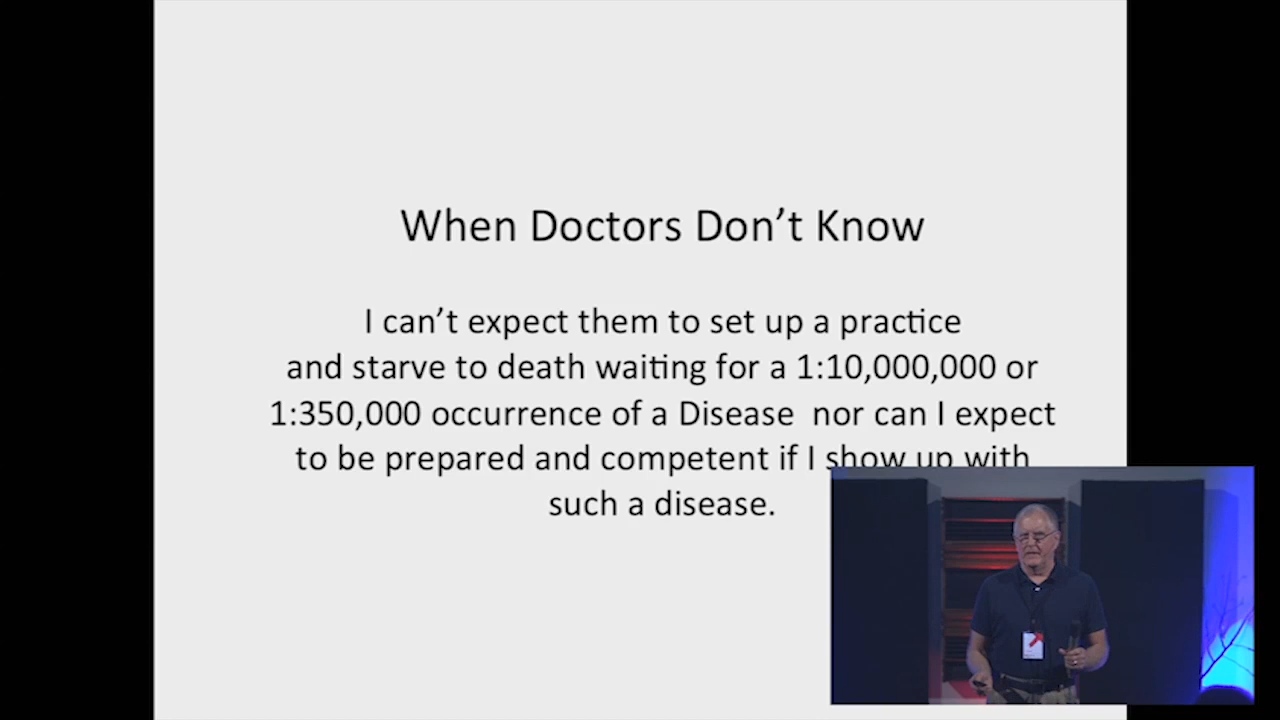 When Doctors Don't Know
I can't expect them to set up a practice
and starve to death waiting for a 1:10,000,000 or
1:350,000 occurrence of a Disease nor can I expect
to be prepared and competent if I show up with
such a disease.